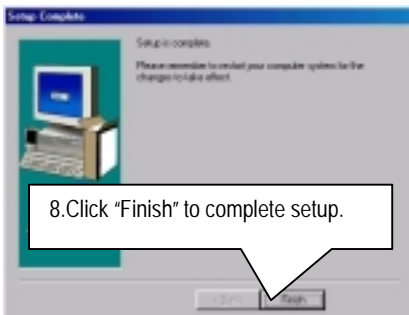 Setup Complete
Setup is complete.
Please remember to restart your computer system for the
changes to take effect.
8.Click “Finish” to complete setup.
< Back
Finish